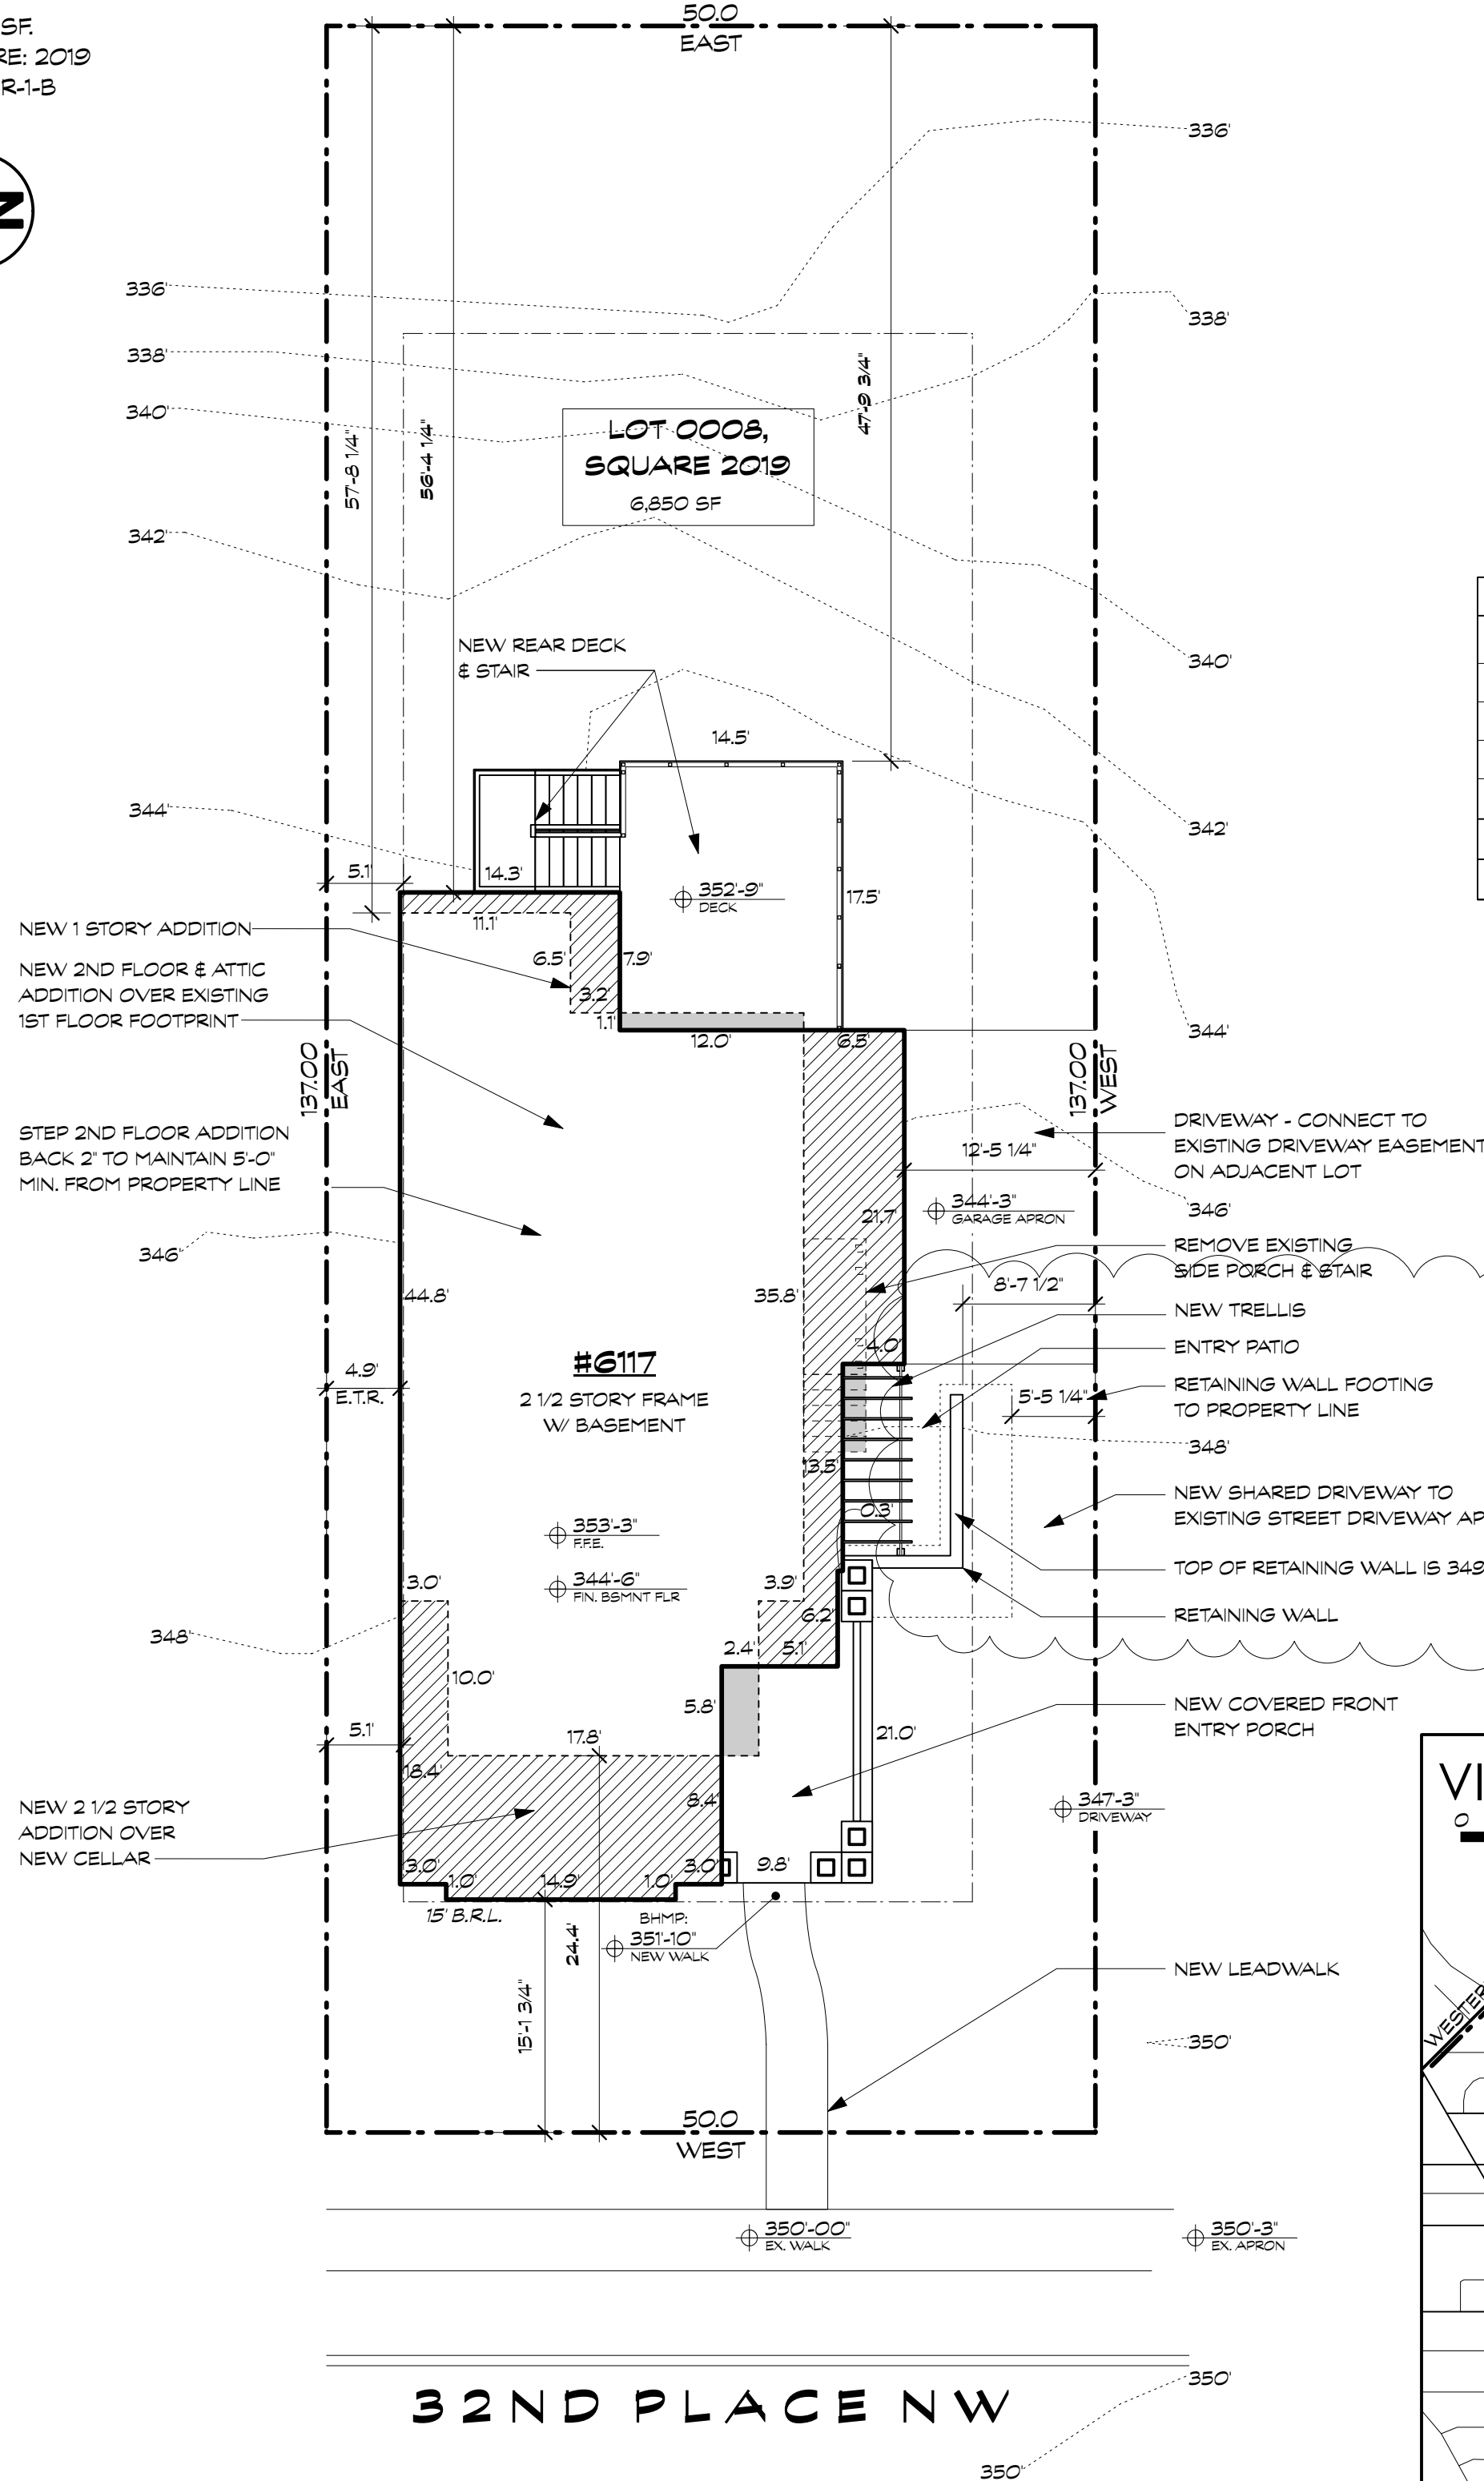 SF.
RE: 2019
R-1-B
N
50.0
EAST
336'
336'
338'
338'
340'
57'-8 1/4"
56'-4 1/4"
47'-9 3/4"
LOT 0008,
SQUARE 2019
6,850 SF
342'
NEW REAR DECK
& STAIR
340'
14.5'
344'
342'
5.1'
14.3'
352'-9"
DECK
17.5'
NEW 1 STORY ADDITION
11.1'
6.5'
7.9'
3.2'
1.1'
12.0'
6.5'
NEW 2ND FLOOR & ATTIC
ADDITION OVER EXISTING
1ST FLOOR FOOTPRINT
344'
137.00
EAST
137.00
WEST
STEP 2ND FLOOR ADDITION
BACK 2" TO MAINTAIN 5'-0"
MIN. FROM PROPERTY LINE
DRIVEWAY - CONNECT TO
EXISTING DRIVEWAY EASEMENT
ON ADJACENT LOT
12'-5 1/4"
344'-3"
GARAGE APRON
21.7'
346'
346'
REMOVE EXISTING
SIDE PORCH & STAIR
8'-7 1/2"
44.8'
35.8'
NEW TRELLIS
4.0'
ENTRY PATIO
#6117
2 1/2 STORY FRAME
W/ BASEMENT
4.9'
E.T.R.
5'-5 1/4"
RETAINING WALL FOOTING
TO PROPERTY LINE
348'
13.5'
0.3'
NEW SHARED DRIVEWAY TO
EXISTING STREET DRIVEWAY AP
353'-3"
F.F.E.
344'-6"
FIN. BSMNT FLR
TOP OF RETAINING WALL IS 349
3.0'
3.9'
6.2'
RETAINING WALL
348'
2.4'
5.1'
10.0'
5.8'
NEW COVERED FRONT
ENTRY PORCH
5.1'
17.8'
21.0'
18.4'
8.4'
347'-3"
DRIVEWAY
NEW 2 1/2 STORY
ADDITION OVER
NEW CELLAR
VI
0
3.0'
1.0'
14.9'
1.0'
3.0'
9.8'
15' B.R.L.
BHMP:
351'-10"
NEW WALK
24.4'
15'-1 3/4"
NEW LEADWALK
WESTER
350'
50.0
WEST
350'-00"
EX. WALK
350'-3"
EX. APRON
32ND PLACE NW
350'
350'